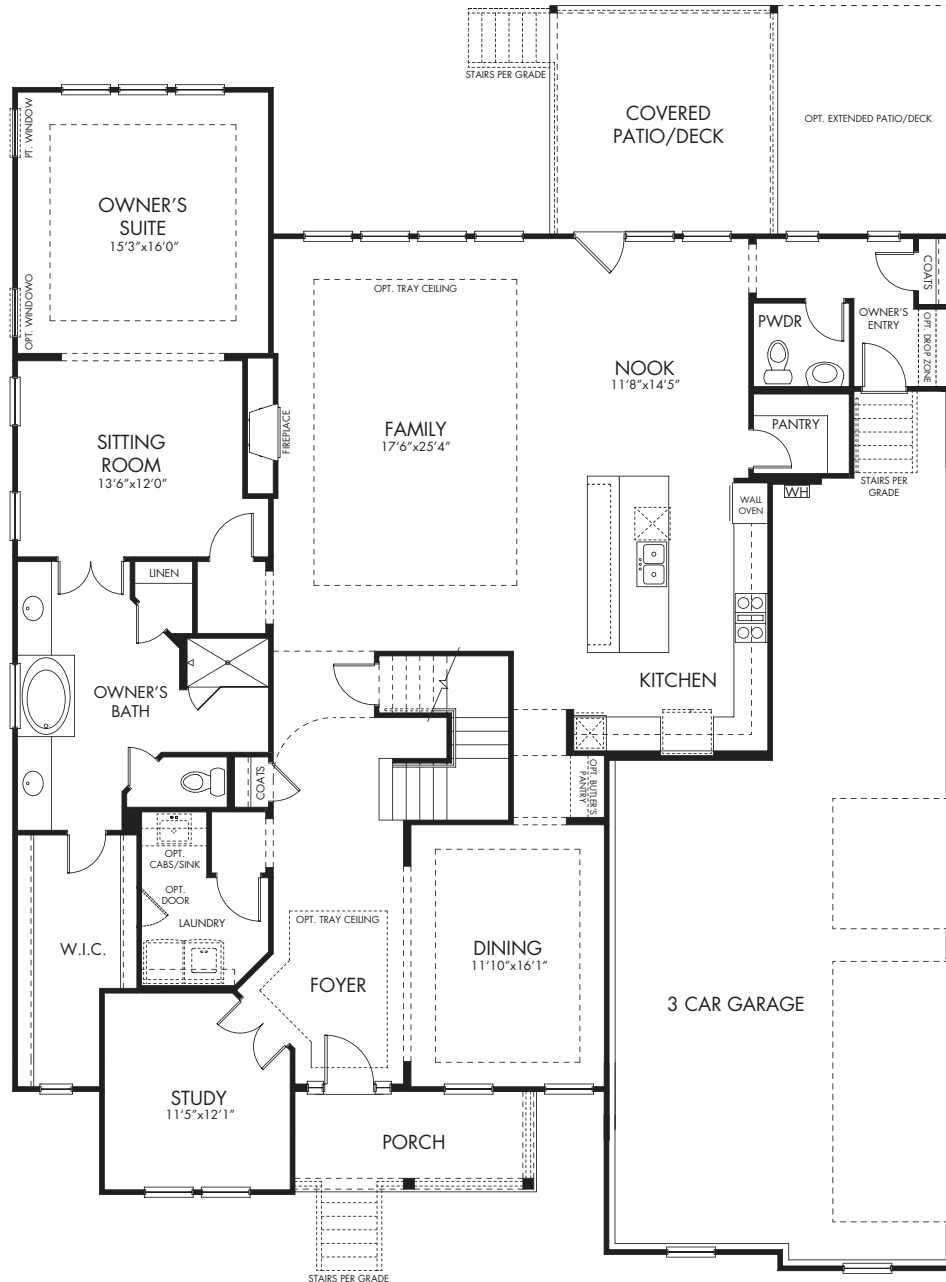 STAIRS PER GRADE
COVERED
PATIO/DECK
OPT. EXTENDED PATIO/DECK
PT. WINDOW
OWNER'S
SUITE
15'3"x16'0"
OPT. WINDOWO
OPT. TRAY CEILING
COATS
PWDR
OWNER'S
ENTRY
OPT. DROP ZONE
NOOK
11'8"x14'5"
FAMILY
17'6"x25'4"
FIREPLACE
PANTRY
SITTING
ROOM
13'6"x12'0"
STAIRS PER
GRADE
WH
WALL
OVEN
LINEN
KITCHEN
OWNER'S
BATH
COATS
OPT. BUTLER'S
PANTRY
OPT.
CABS/SINK
OPT.
DOOR
LAUNDRY
OPT. TRAY CEILING
W.I.C.
DINING
11'10"x16'1"
FOYER
3 CAR GARAGE
STUDY
11'5"x12'1"
PORCH
STAIRS PER GRADE